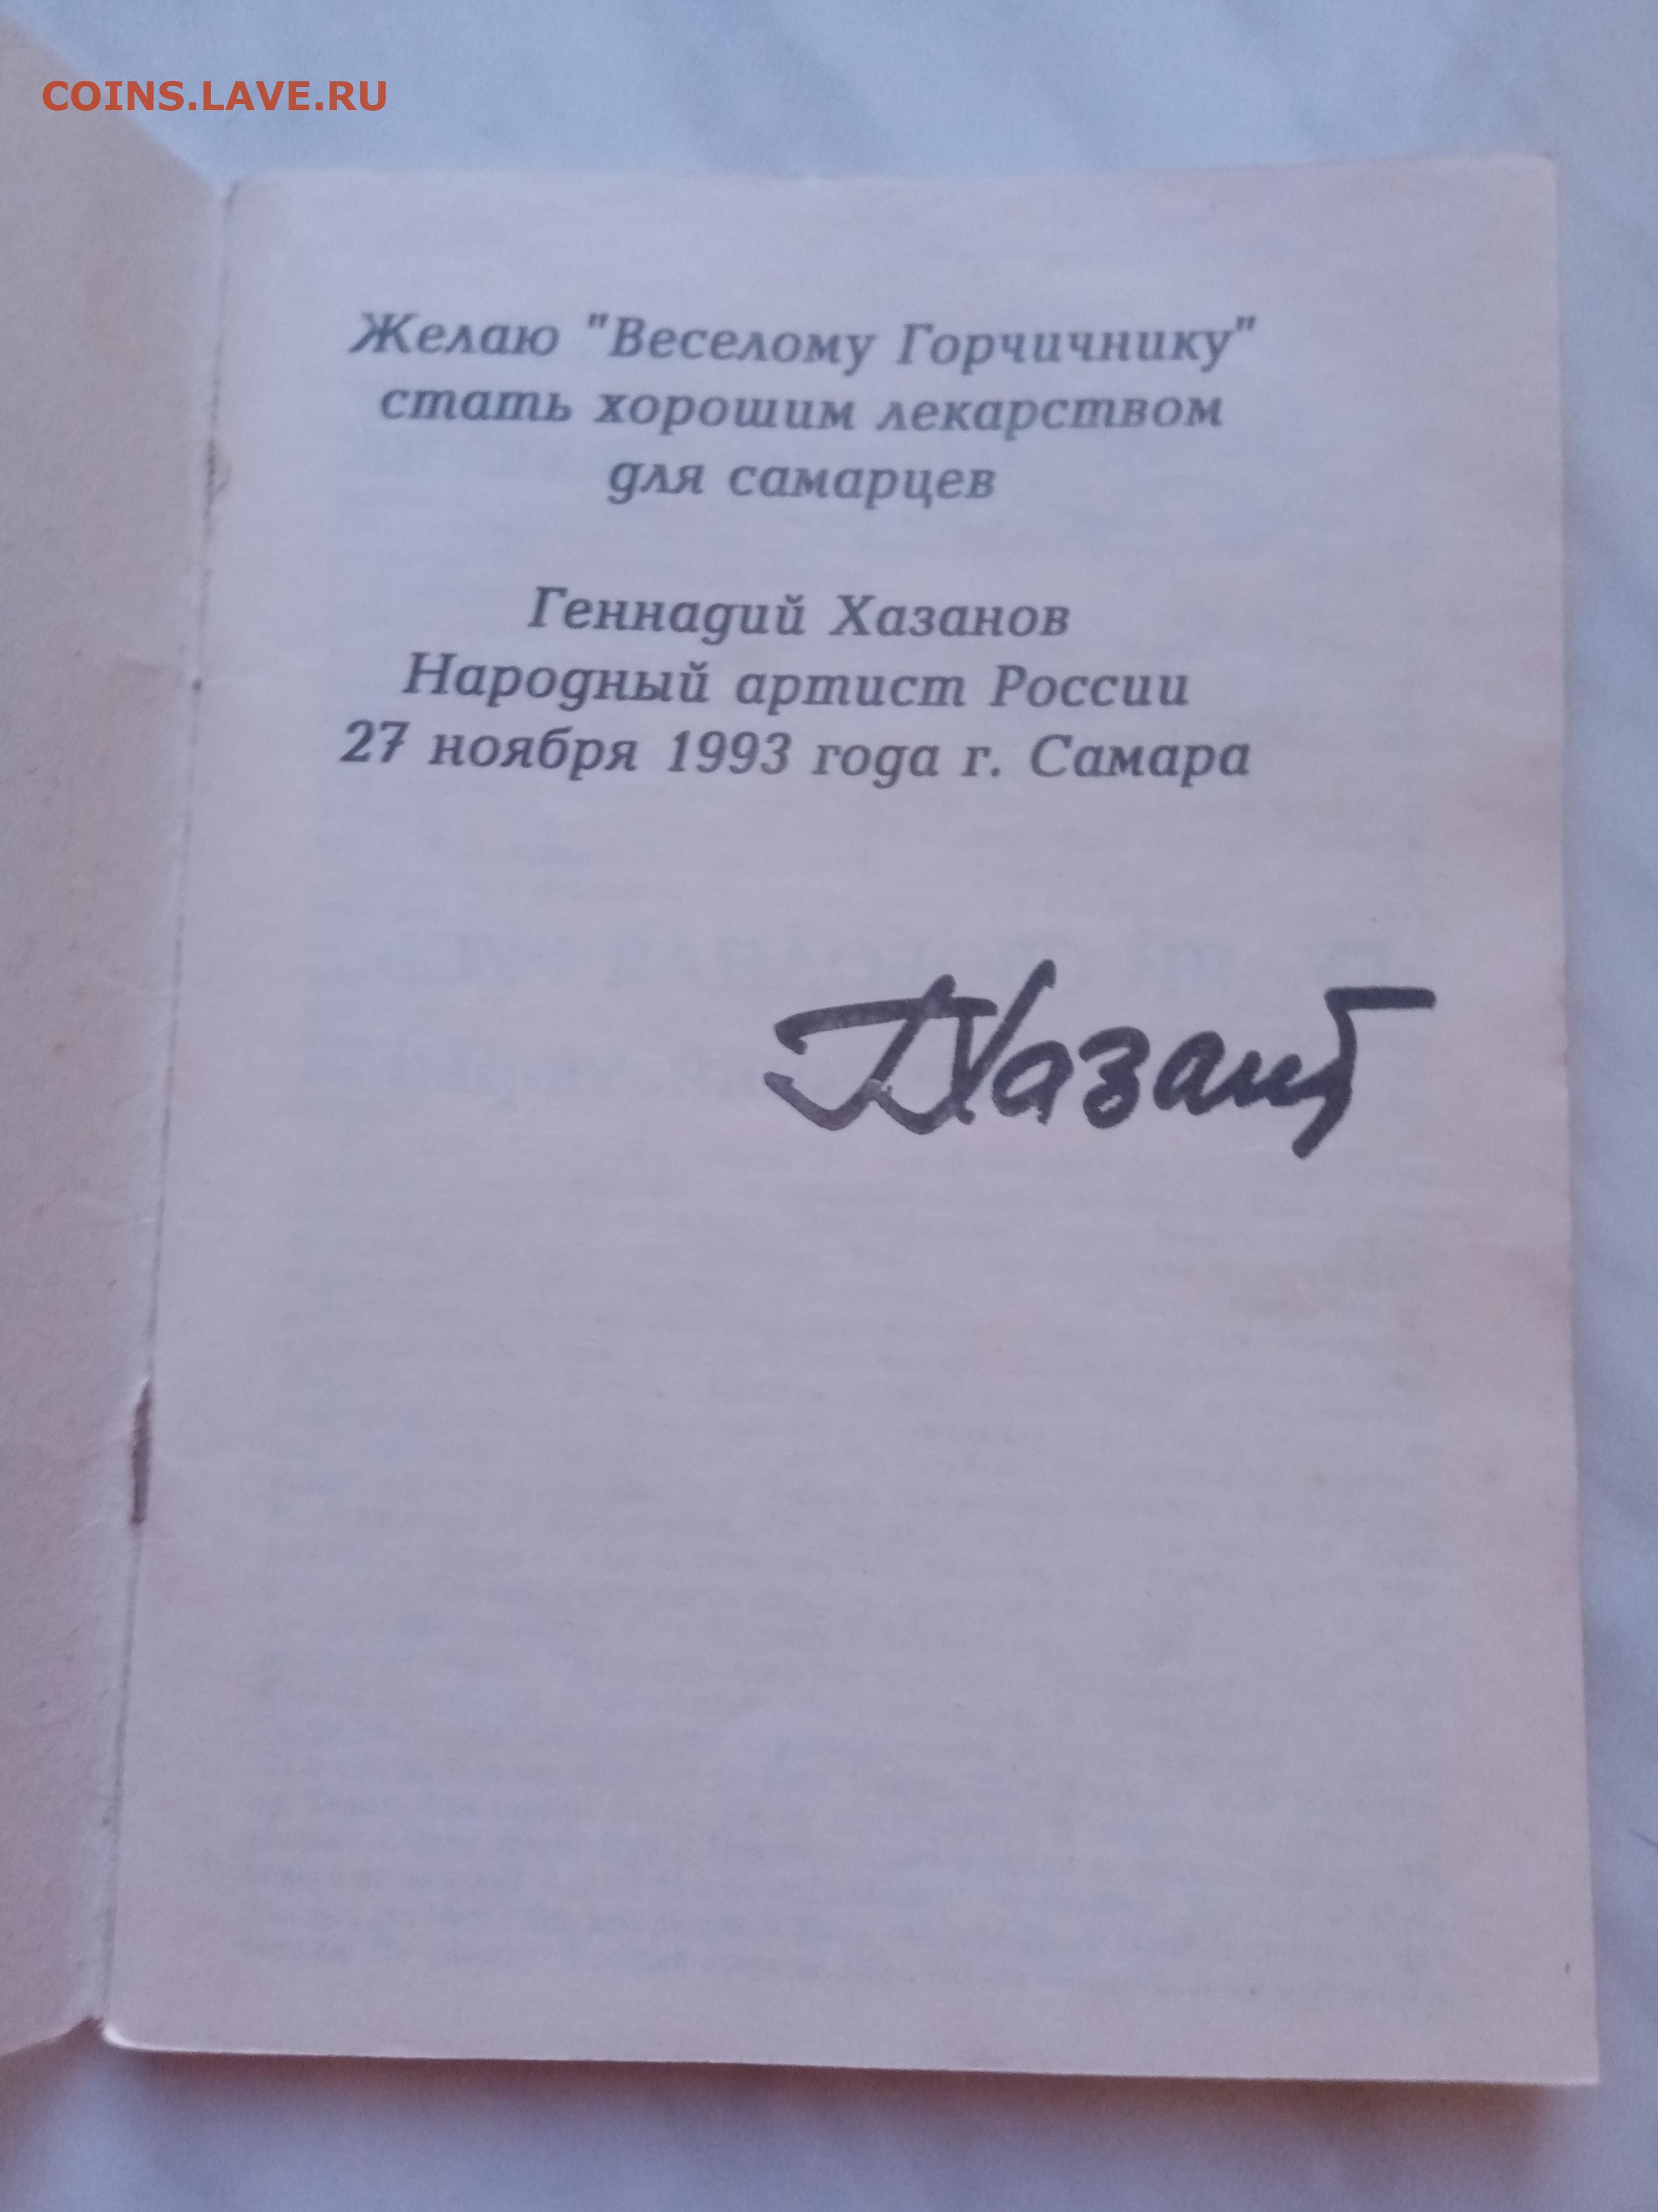 COINS.LAVE.RU
Желаю "Веселому Горчичнику"
стать хорошим лекарством
для самарцев
Геннадий Хазанов
Народный артист России
27 ноября 1993 года г. Самара
Г Хазанов